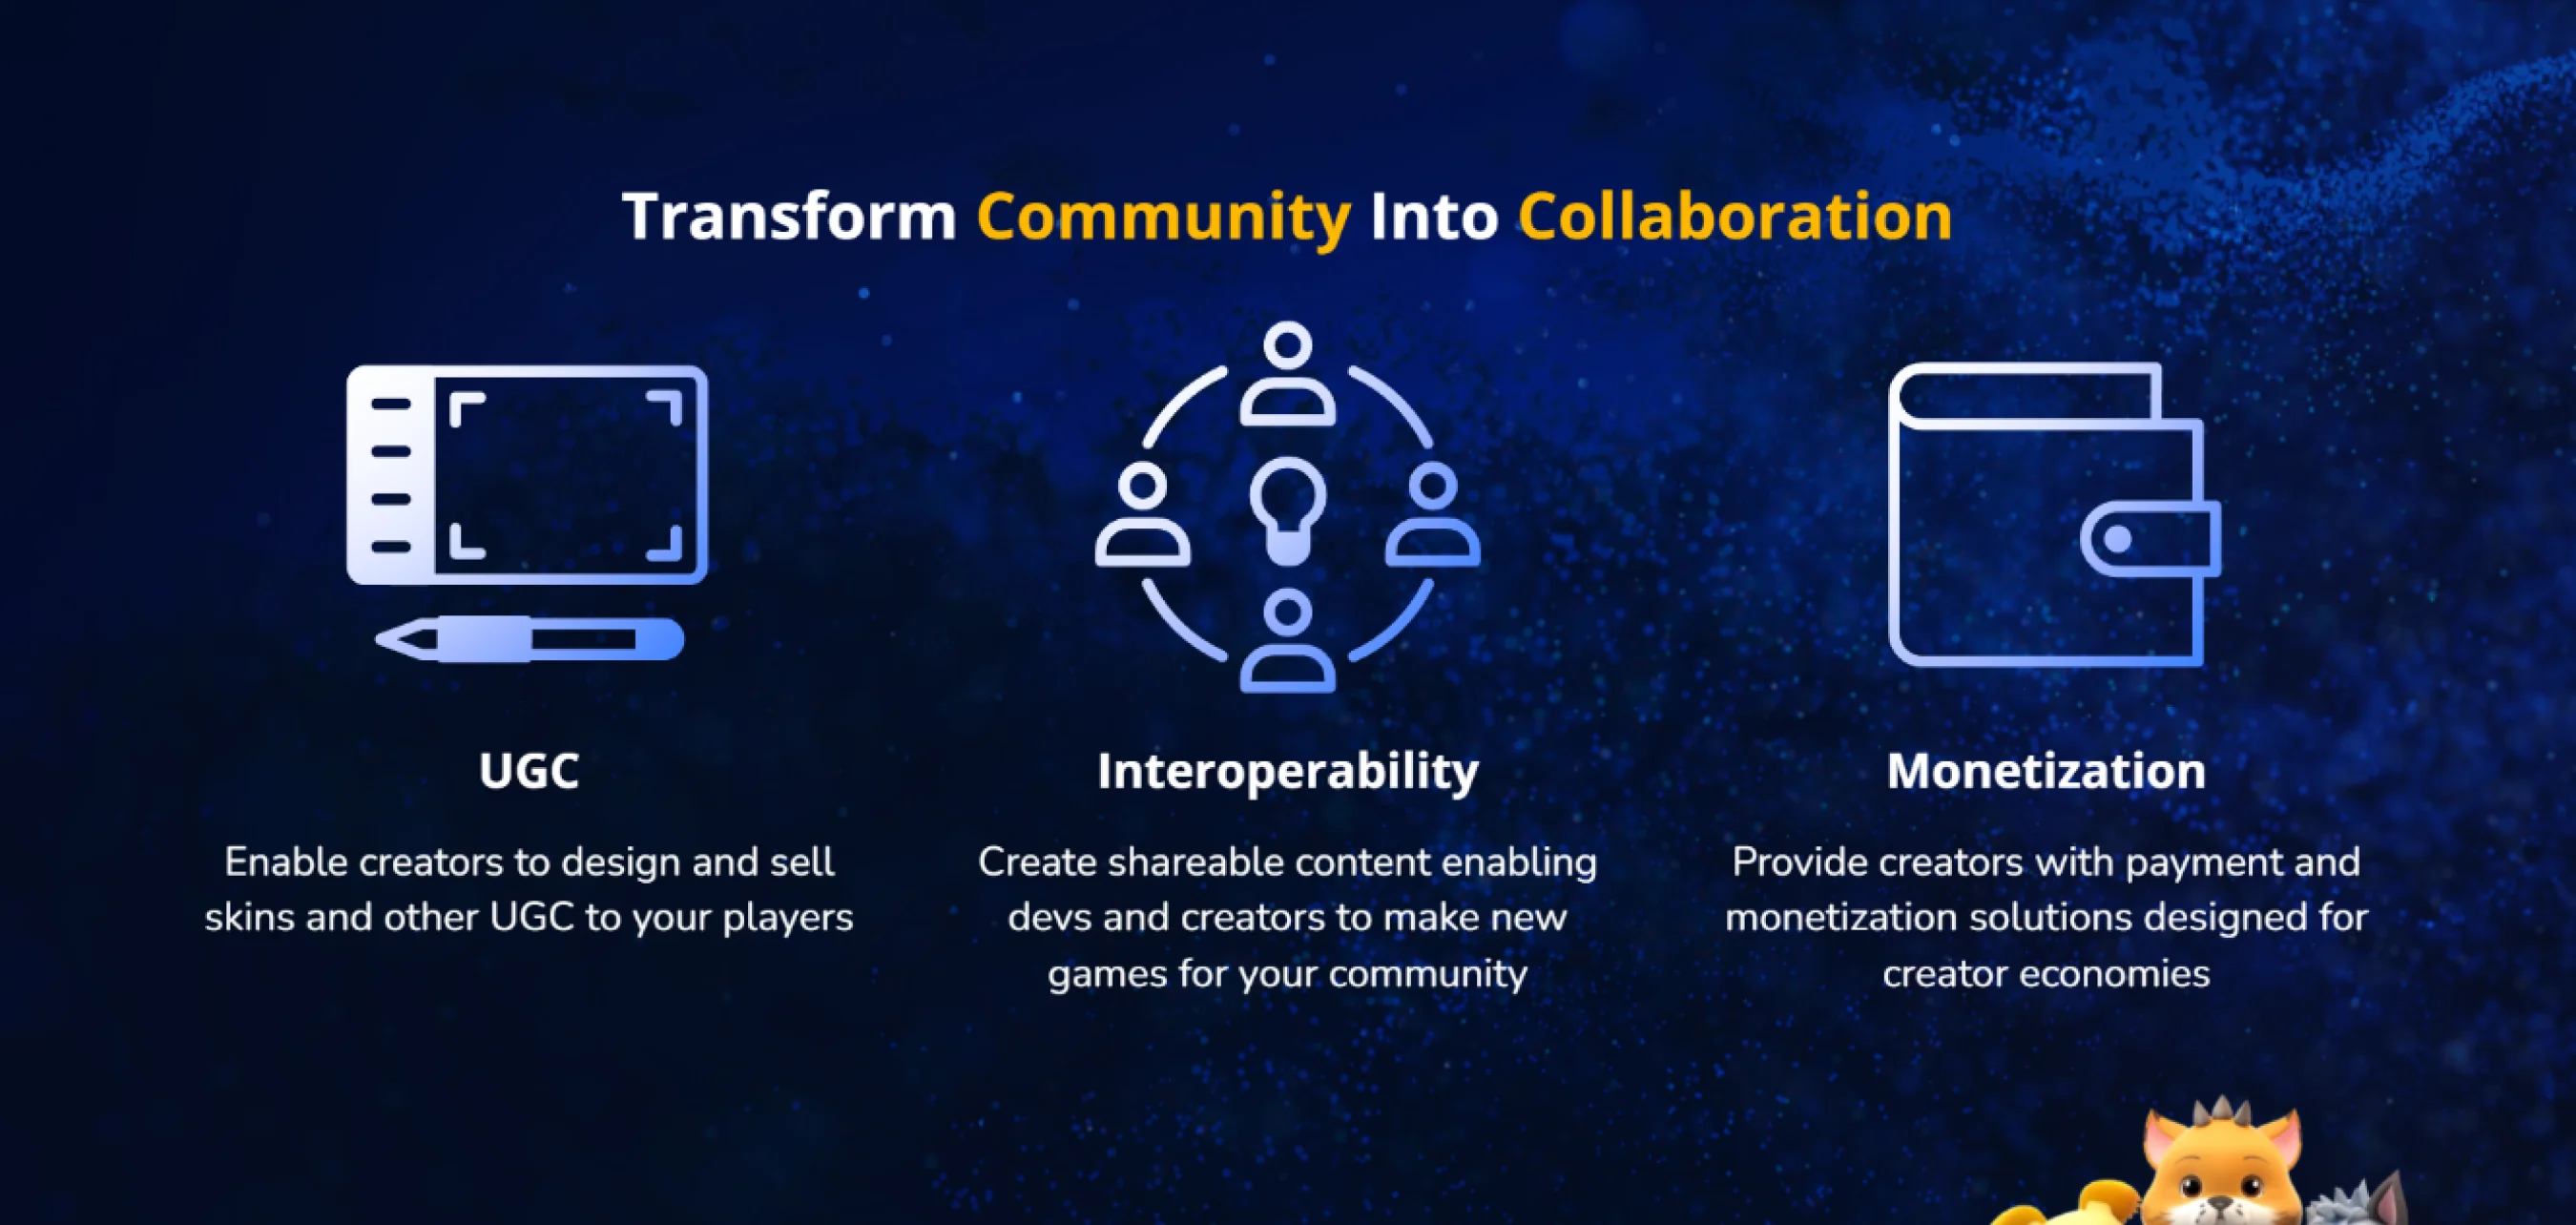 Transform Community Into Collaboration
UGC
Enable creators to design and sell
skins and other UGC to your players
Interoperability
Create shareable content enabling
devs and creators to make new
games for your community
Monetization
Provide creators with payment and
monetization solutions designed for
creator economies